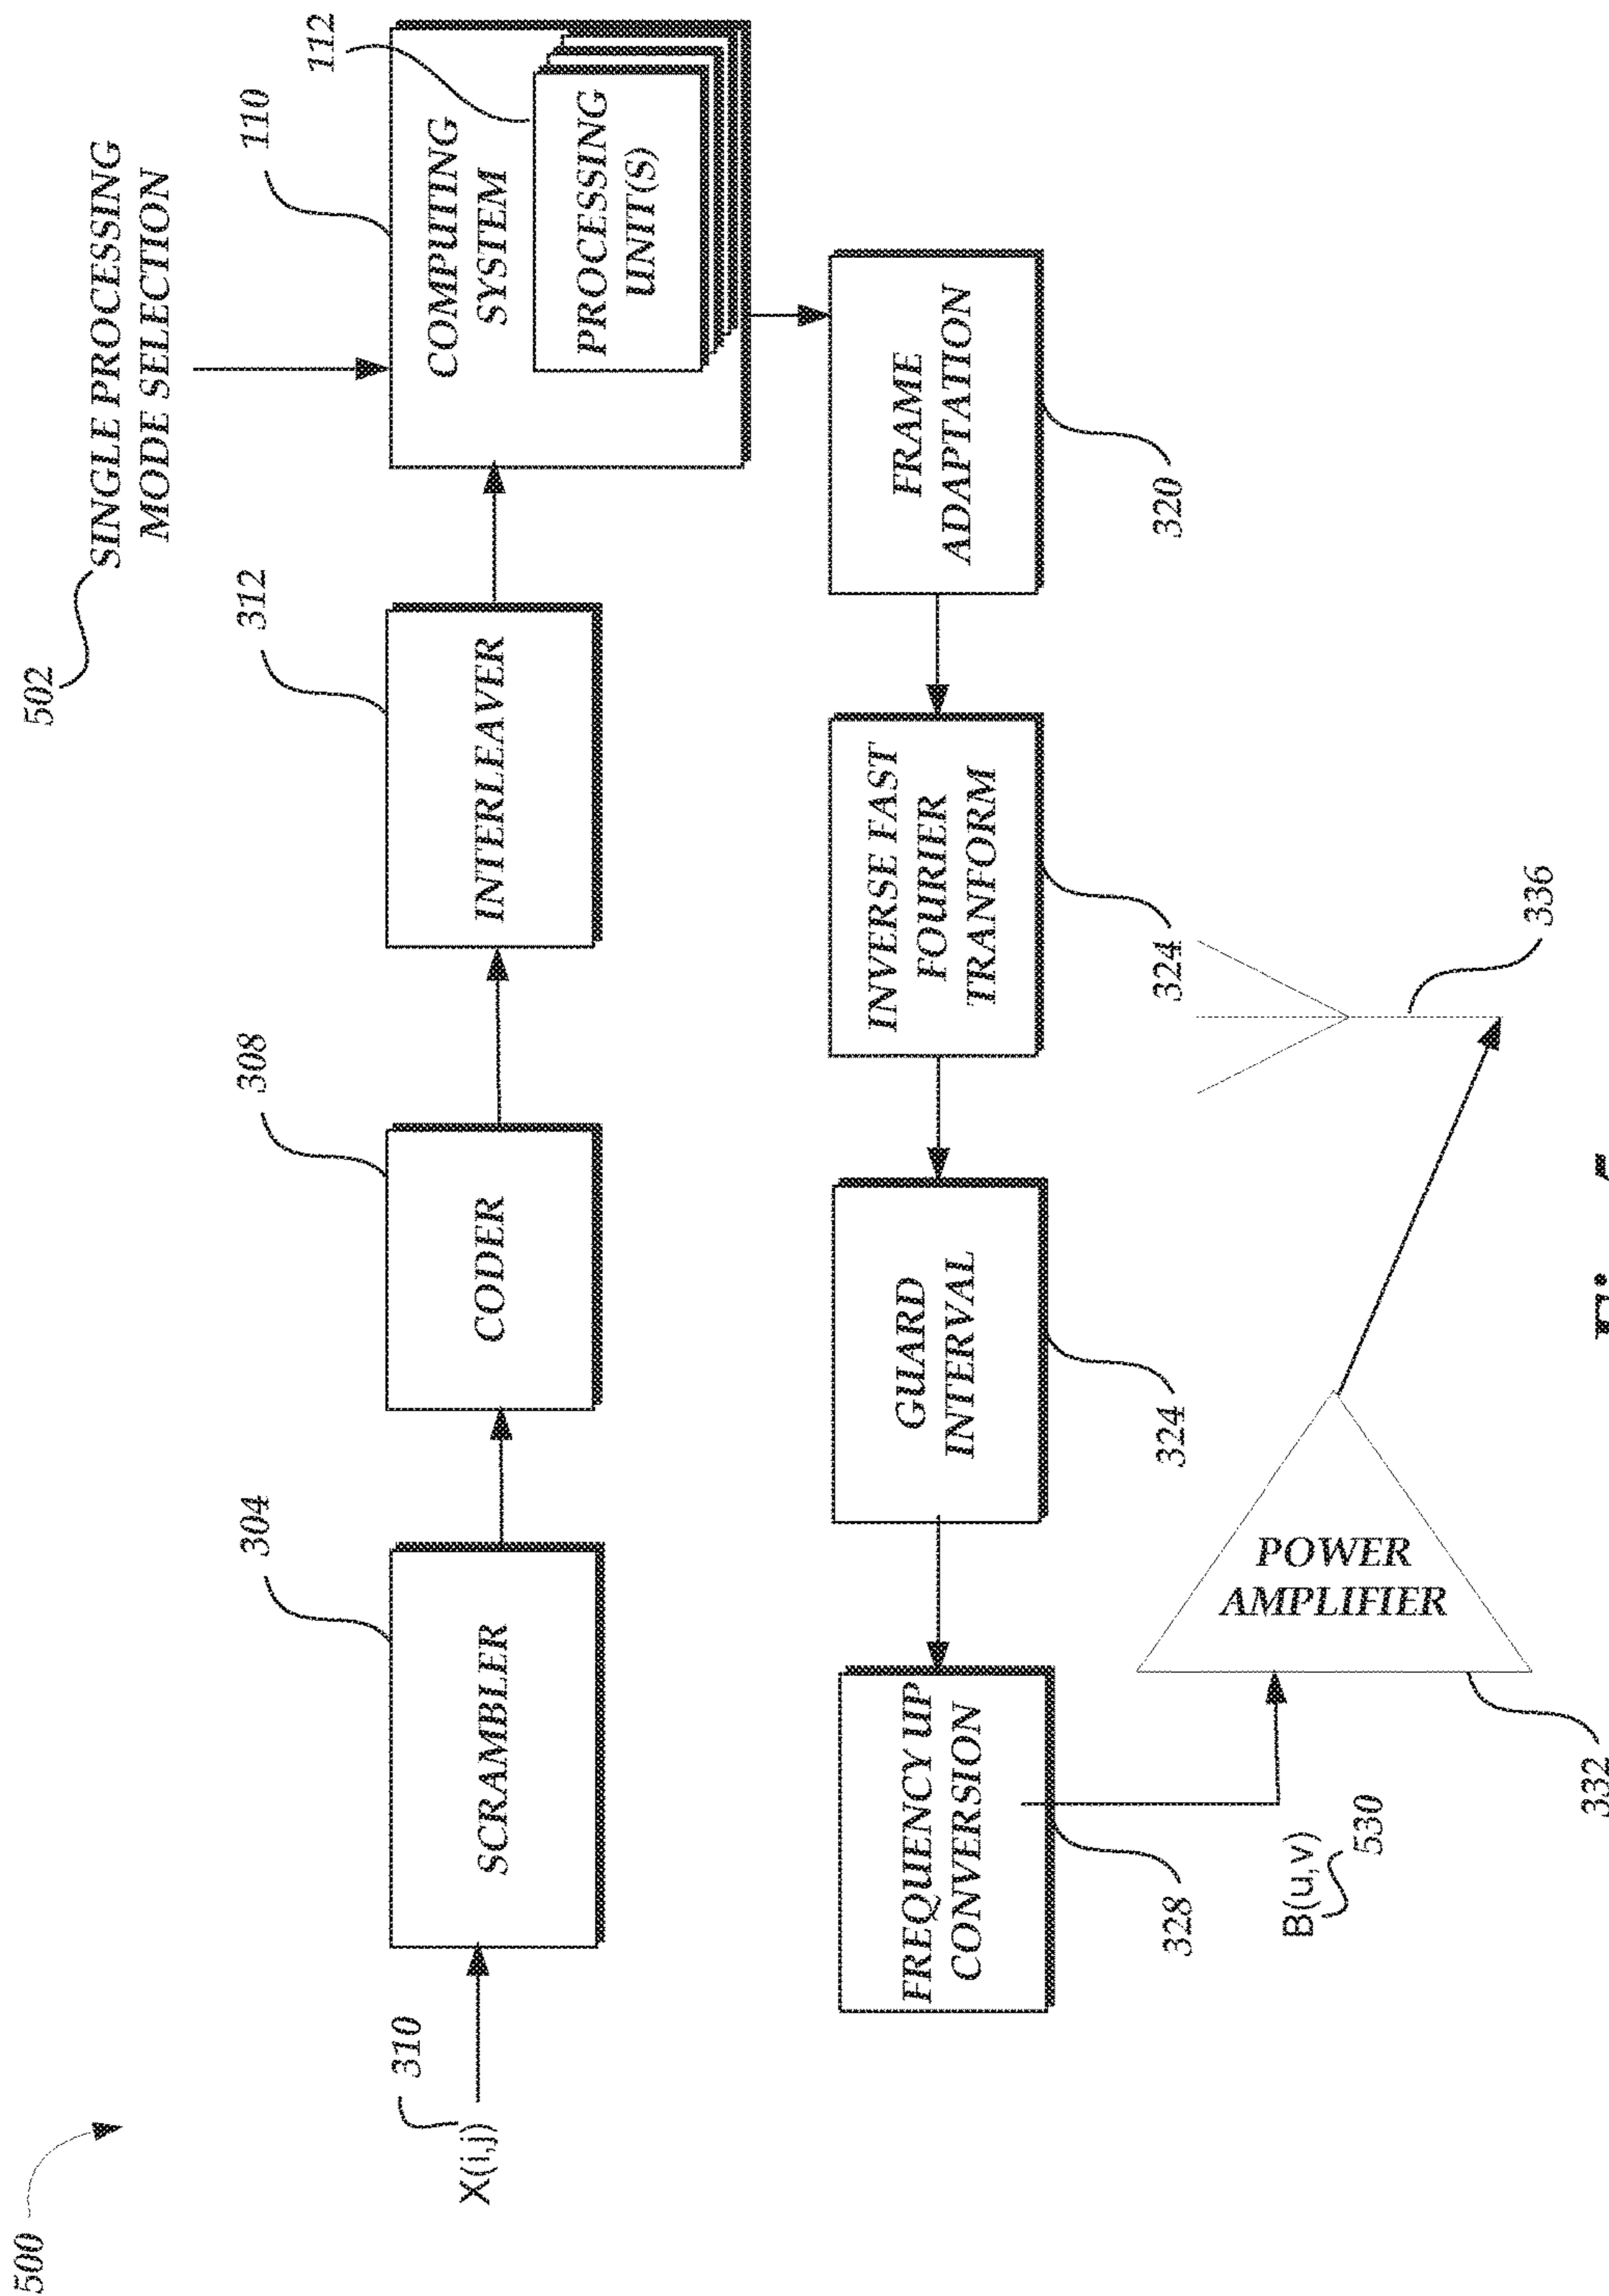 500
502
SINGLE PROCESSING
MODE SELECTION
X(i,j)
310
304
SCRAMBLER
308
CODER
312
INTERLEAVER
110
COMPUTING
SYSTEM
112
PROCESSING
UNIT(S)
FRAME
ADAPTATION
320
INVERSE FAST
FOURIER
TRANFORM
324
GUARD
INTERVAL
324
FREQUENCY UP
CONVERSION
328
B(u,v)
530
POWER
AMPLIFIER
332
336